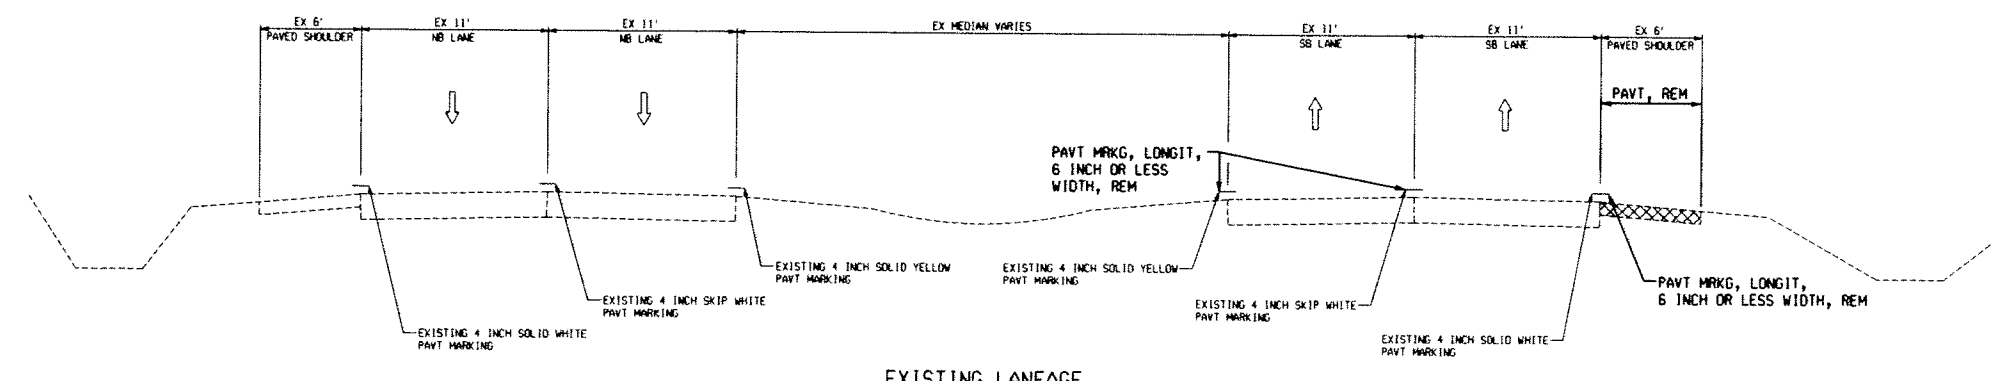 EX 6'
PAVED SHOULDER
EX 11'
NB LANE
EX 11'
NB LANE
EX MEDIAN VARIES
EX 11'
SB LANE
EX 11'
SB LANE
EX 6'
PAVED SHOULDER
PAVT, REM
PAVT MRKG, LONGIT,
6 INCH OR LESS
WIDTH, REM
EXISTING 4 INCH SOLID WHITE
PAVT MARKING
EXISTING 4 INCH SKIP WHITE
PAVT MARKING
EXISTING 4 INCH SOLID YELLOW
PAVT MARKING
EXISTING 4 INCH SOLID YELLOW
PAVT MARKING
EXISTING 4 INCH SKIP WHITE
PAVT MARKING
EXISTING 4 INCH SOLID WHITE
PAVT MARKING
PAVT MRKG, LONGIT,
6 INCH OR LESS WIDTH, REM
EXISTING LANEAGE